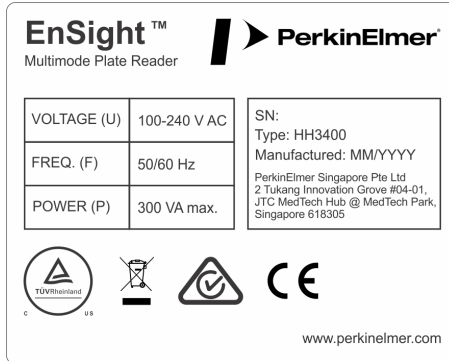 EnSight ™
PerkinElmer®
Multimode Plate Reader
VOLTAGE (U) 100-240 V AC
FREQ. (F) 50/60 Hz
POWER (P) 300 VA max.
SN:
Type: HH3400
Manufactured: MM/YYYY
PerkinElmer Singapore Pte Ltd
2 Tukang Innovation Grove #04-01,
JTC MedTech Hub @ MedTech Park,
Singapore 618305
TÜVRheinland
C US
CE
www.perkinelmer.com